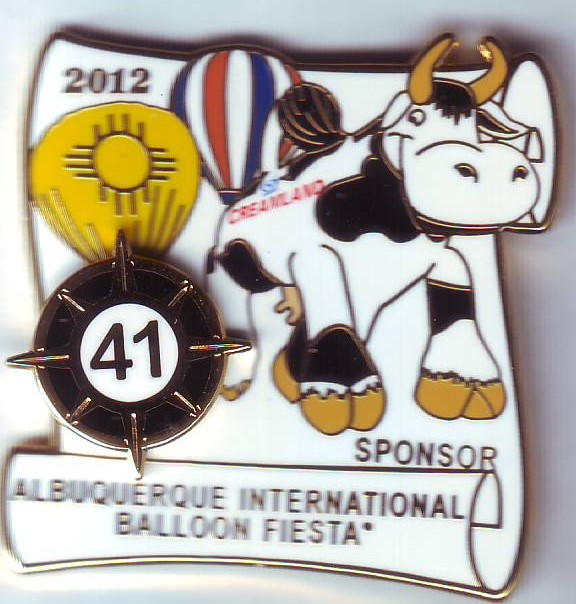 2012
CREAMLAND
41
SPONSOR
ALBUQUERQUE INTERNATIONAL
BALLOON FIESTA®